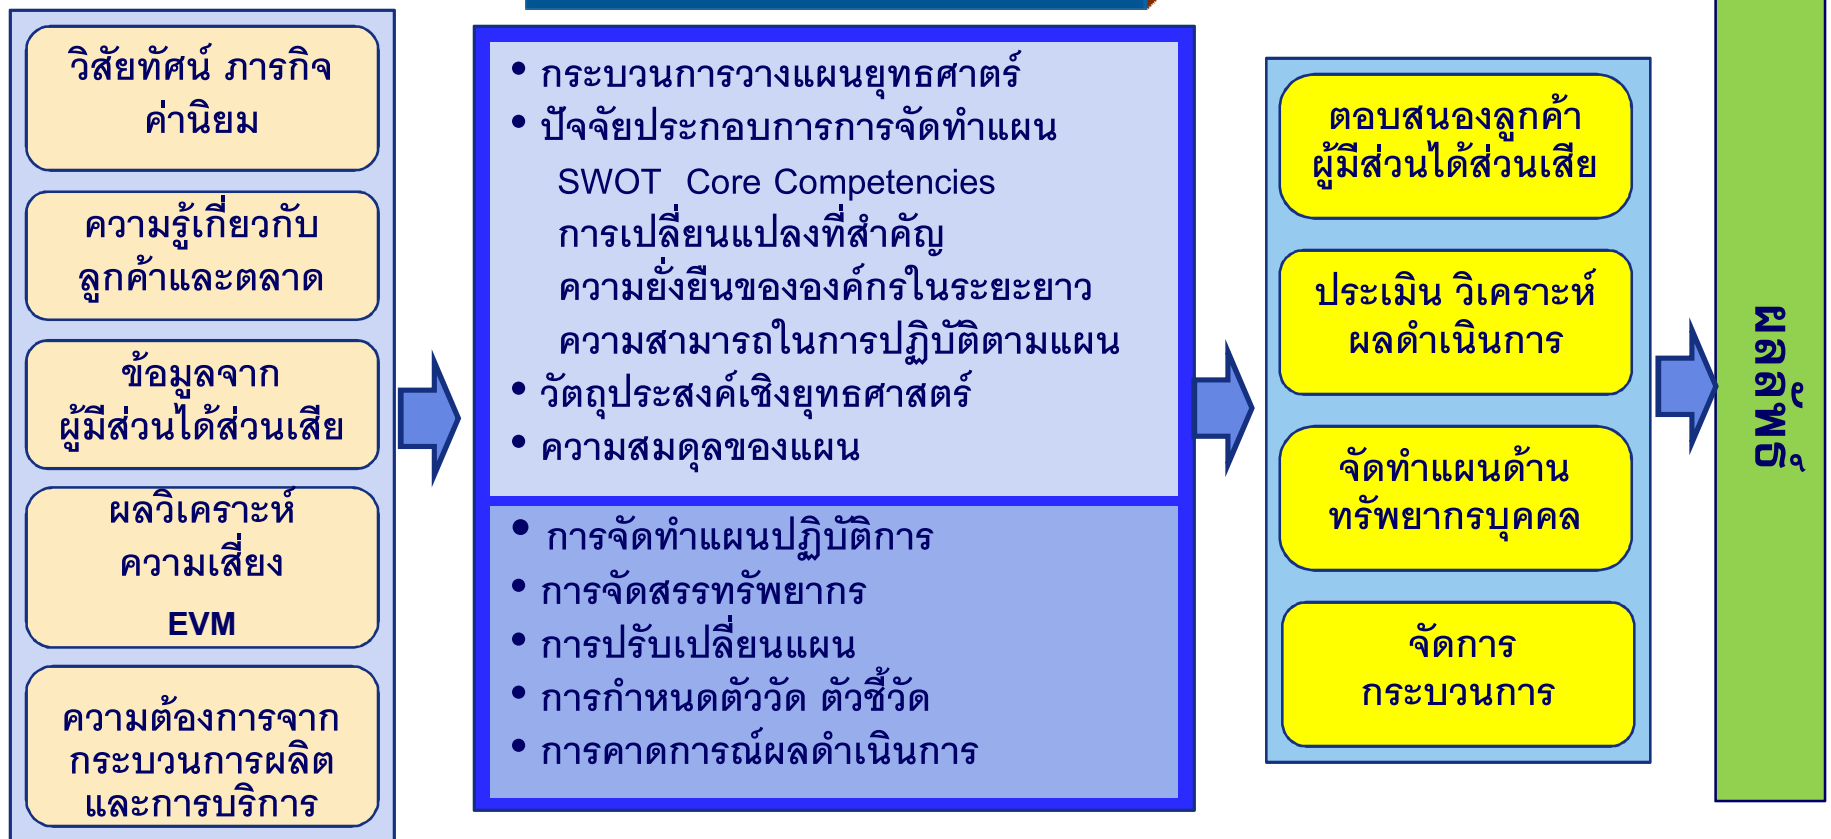 วิสัยทัศน์ ภารกิจ
ค่านิยม
ความรู้เกี่ยวกับ
ลูกค้าและตลาด
ข้อมูลจาก
ผู้มีส่วนได้ส่วนเสีย
ผลวิเคราะห์
ความเสี่ยง
EVM
ความต้องการจาก
กระบวนการผลิต
และการบริการ
• กระบวนการวางแผนยุทธศาตร์
• ปัจจัยประกอบการการจัดทำแผน
SWOT Core Competencies
การเปลี่ยนแปลงที่สำคัญ
ความยั่งยืนขององค์กรในระยะยาว
ความสามารถในการปฏิบัติตามแผน
• วัตถุประสงค์เชิงยุทธศาสตร์
• ความสมดุลของแผน
• การจัดทำแผนปฏิบัติการ
• การจัดสรรทรัพยากร
• การปรับเปลี่ยนแผน
• การกำหนดตัววัด ตัวชี้วัด
• การคาดการณ์ผลดำเนินการ
ตอบสนองลูกค้า
ผู้มีส่วนได้ส่วนเสีย
ประเมิน วิเคราะห์
ผลดำเนินการ
จัดทำแผนด้าน
ทรัพยากรบุคคล
จัดการ
กระบวนการ
ผลลัพธ์